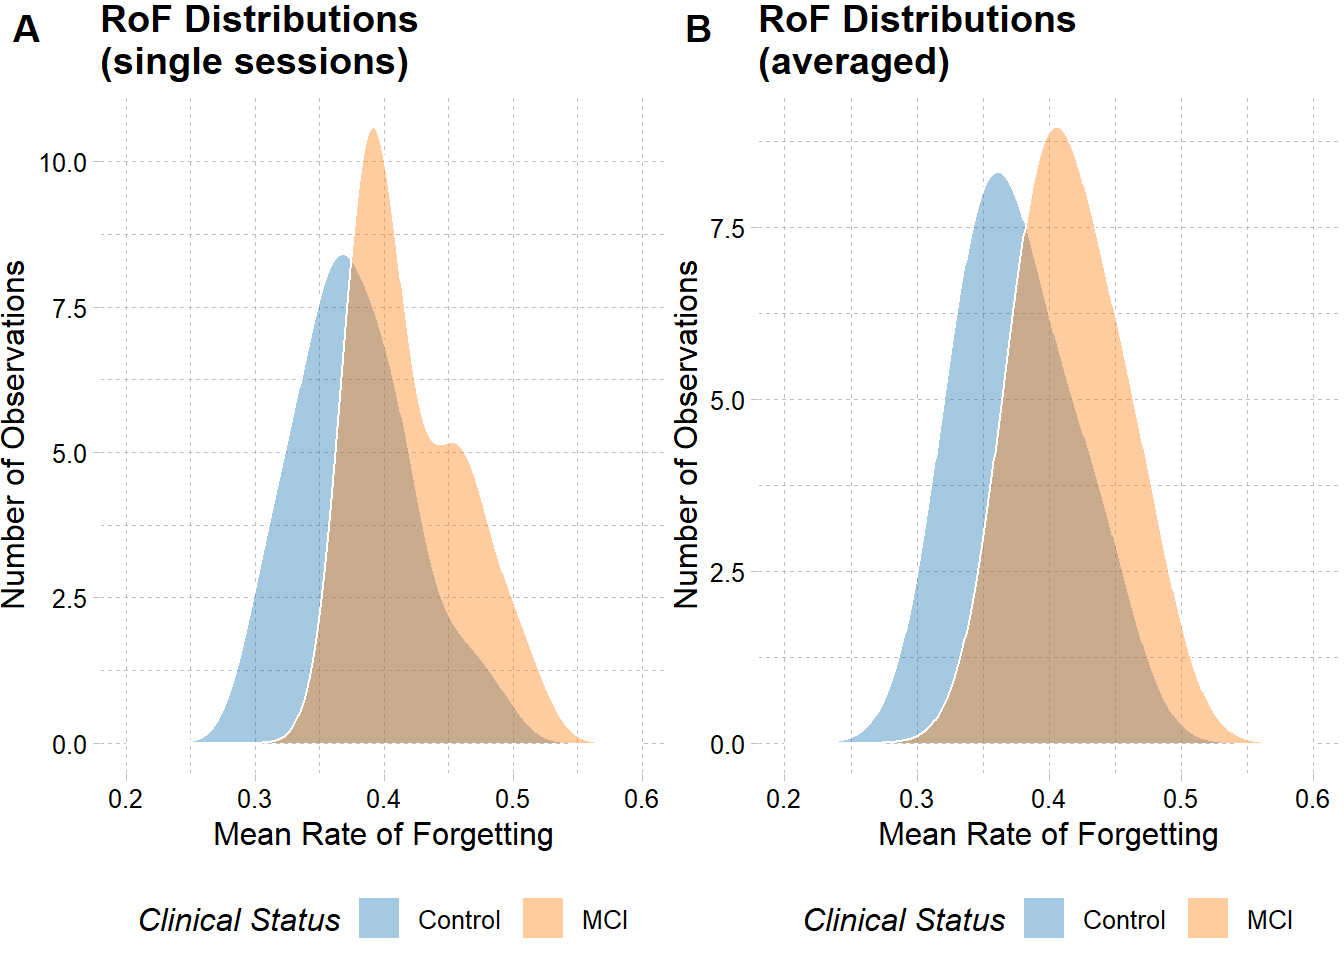 A
RoF Distributions
(single sessions)
10.0
7.5
5.0
2.5
0.0
Number of Observations
0.2 0.3 0.4 0.5 0.6
Mean Rate of Forgetting
Clinical Status Control MCI
B
RoF Distributions
(averaged)
7.5
5.0
2.5
0.0
Number of Observations
0.2 0.3 0.4 0.5 0.6
Mean Rate of Forgetting
Clinical Status Control MCI